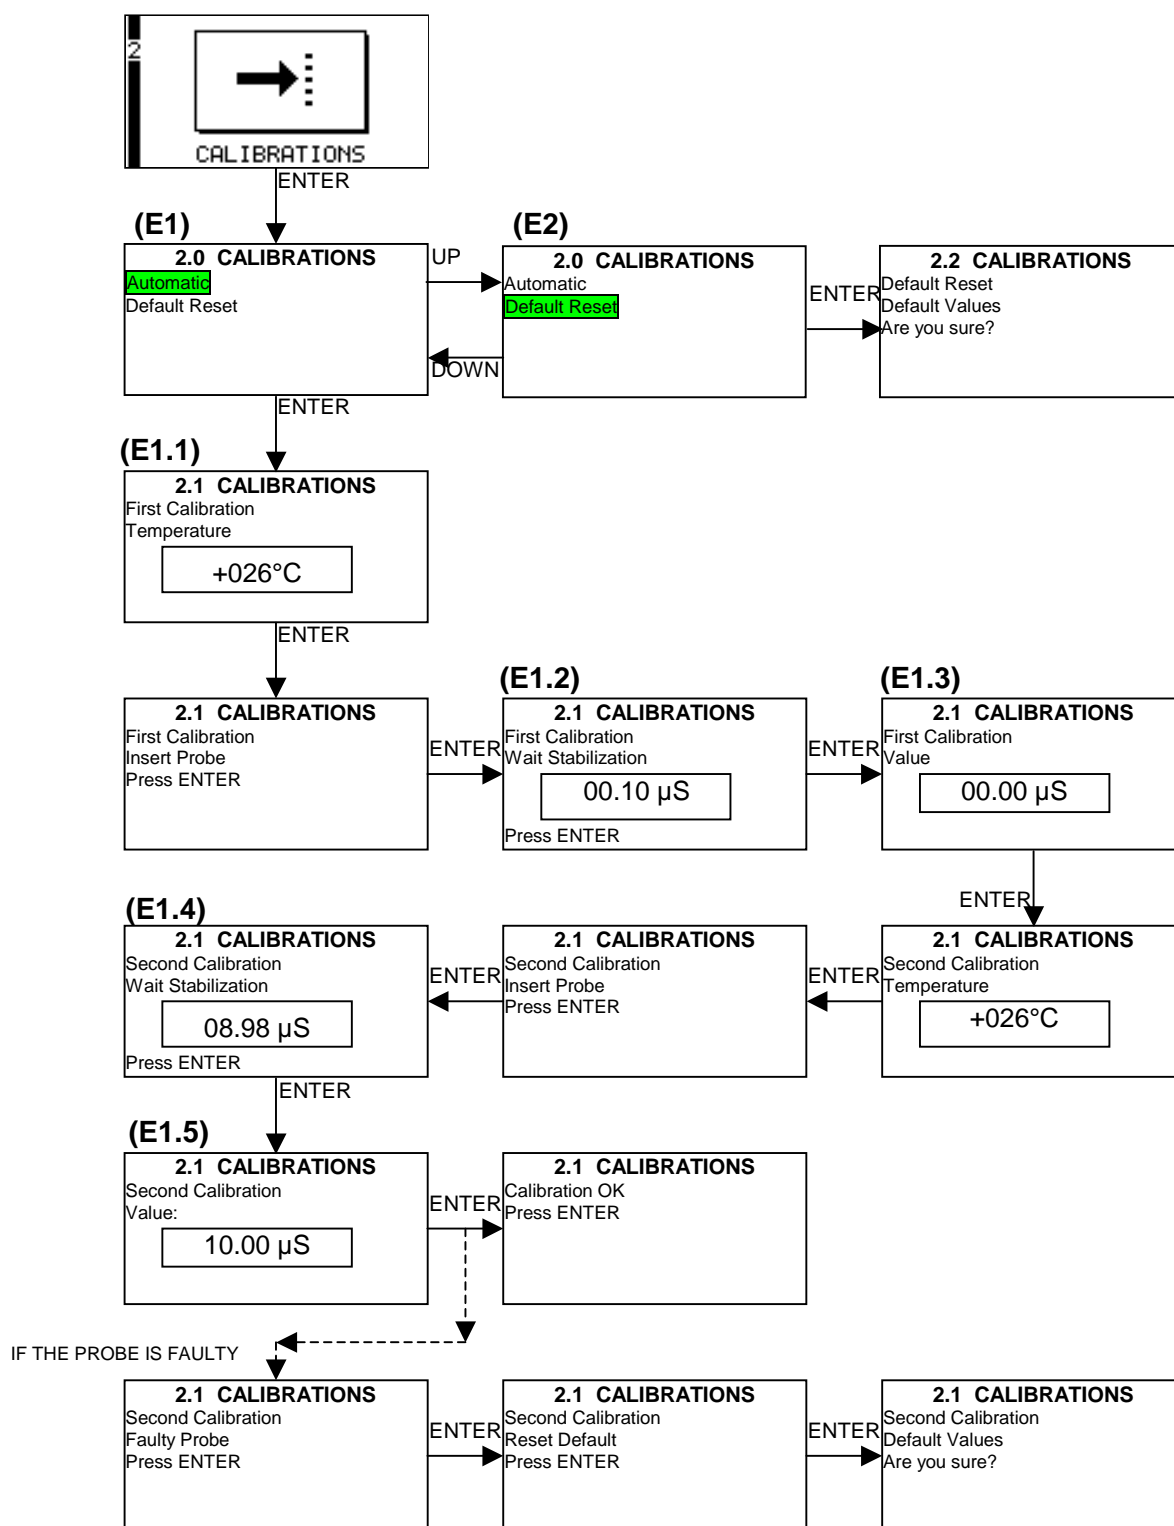 2
CALIBRATIONS
ENTER
(E1)
2.0 CALIBRATIONS
Automatic
Default Reset
UP
DOWN
(E2)
2.0 CALIBRATIONS
Automatic
Default Reset
ENTER
2.2 CALIBRATIONS
Default Reset
Default Values
Are you sure?
ENTER
(E1.1)
2.1 CALIBRATIONS
First Calibration
Temperature
+026°C
ENTER
2.1 CALIBRATIONS
First Calibration
Insert Probe
Press ENTER
ENTER
(E1.2)
2.1 CALIBRATIONS
First Calibration
Wait Stabilization
00.10 µS
Press ENTER
ENTER
(E1.3)
2.1 CALIBRATIONS
First Calibration
Value
00.00 µS
ENTER
2.1 CALIBRATIONS
Second Calibration
Temperature
+026°C
ENTER
2.1 CALIBRATIONS
Second Calibration
Insert Probe
Press ENTER
ENTER
(E1.4)
2.1 CALIBRATIONS
Second Calibration
Wait Stabilization
08.98 µS
Press ENTER
ENTER
(E1.5)
2.1 CALIBRATIONS
Second Calibration
Value:
10.00 µS
ENTER
2.1 CALIBRATIONS
Calibration OK
Press ENTER
IF THE PROBE IS FAULTY
2.1 CALIBRATIONS
Second Calibration
Faulty Probe
Press ENTER
ENTER
2.1 CALIBRATIONS
Second Calibration
Reset Default
Press ENTER
ENTER
2.1 CALIBRATIONS
Second Calibration
Default Values
Are you sure?